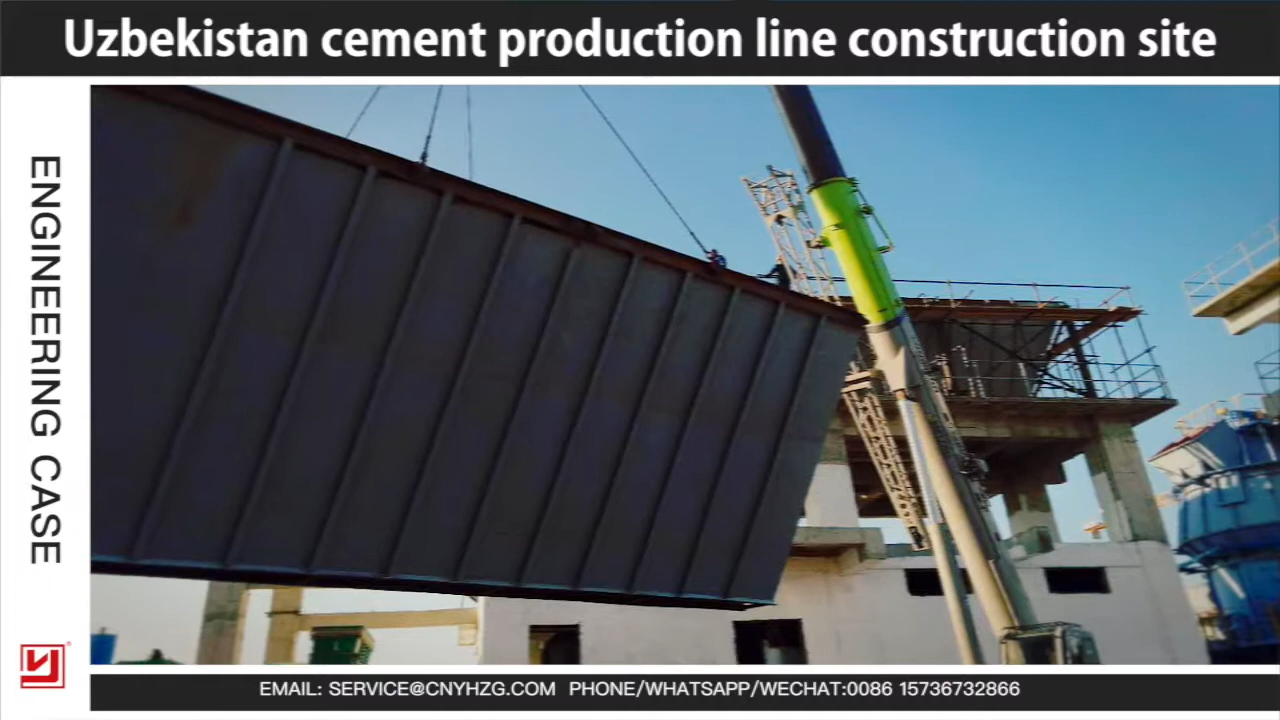 Uzbekistan cement production line construction site
ENGINEERING CASE
EMAIL: SERVICE@CNYHZG.COM PHONE/WHATSAPP/WECHAT:0086 15736732866